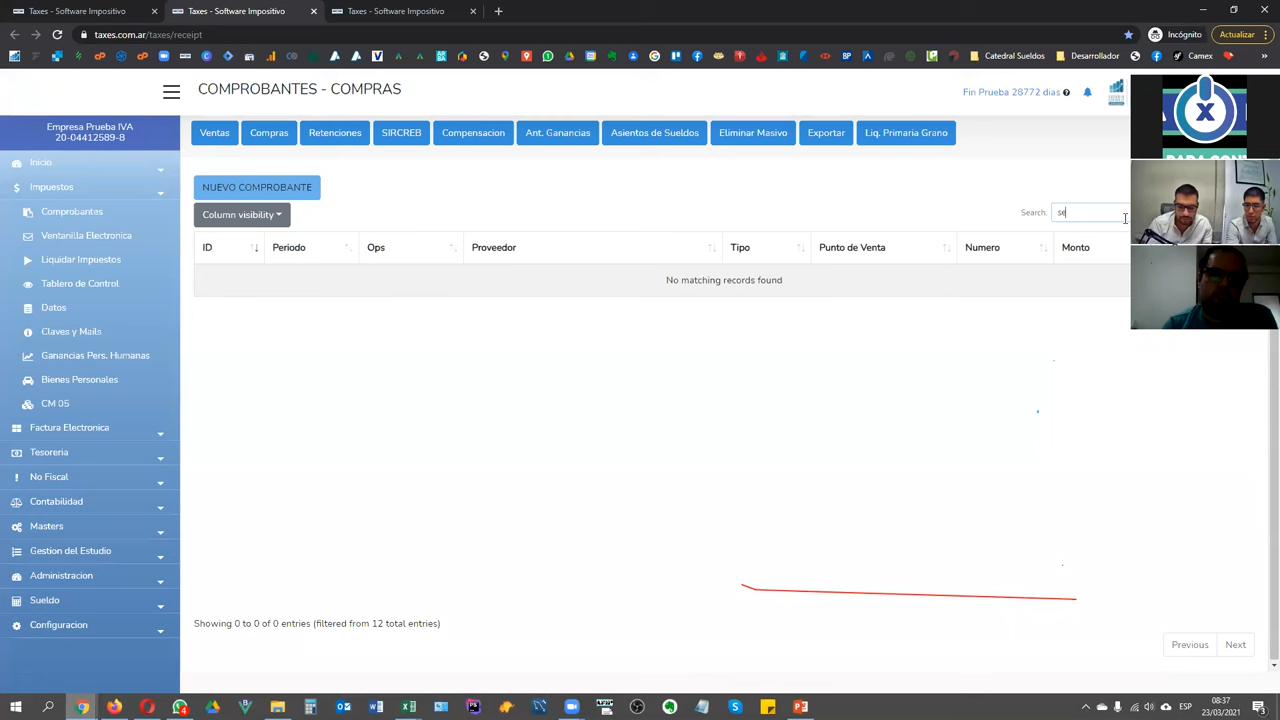 Taxes - Software Impositivo × Taxes - Software Impositivo × Taxes - Software Impositivo × +
taxes.com.ar/taxes/receipt Incógnito Actualizar
Catedral Sueldos Desarrollador Camex »
COMPROBANTES - COMPRAS
Fin Prueba 28772 dias
Empresa Prueba IVA
20-04412589-8
Inicio
Impuestos
Comprobantes
Ventanilla Electronica
Liquidar Impuestos
Tablero de Control
Datos
Claves y Mails
Ganancias Pers. Humanas
Bienes Personales
CM 05
Factura Electronica
Tesoreria
No Fiscal
Contabilidad
Masters
Gestion del Estudio
Administracion
Sueldo
Configuracion
Ventas Compras Retenciones SIRCREB Compensacion Ant. Ganancias Asientos de Sueldos Eliminar Masivo Exportar Liq. Primaria Grano
NUEVO COMPROBANTE
Column visibility
Search: se
ID Periodo Ops Proveedor Tipo Punto de Venta Numero Monto
No matching records found
Showing 0 to 0 of 0 entries (filtered from 12 total entries)
Previous Next
X
PARA CON
ESP 08:37
23/03/2021